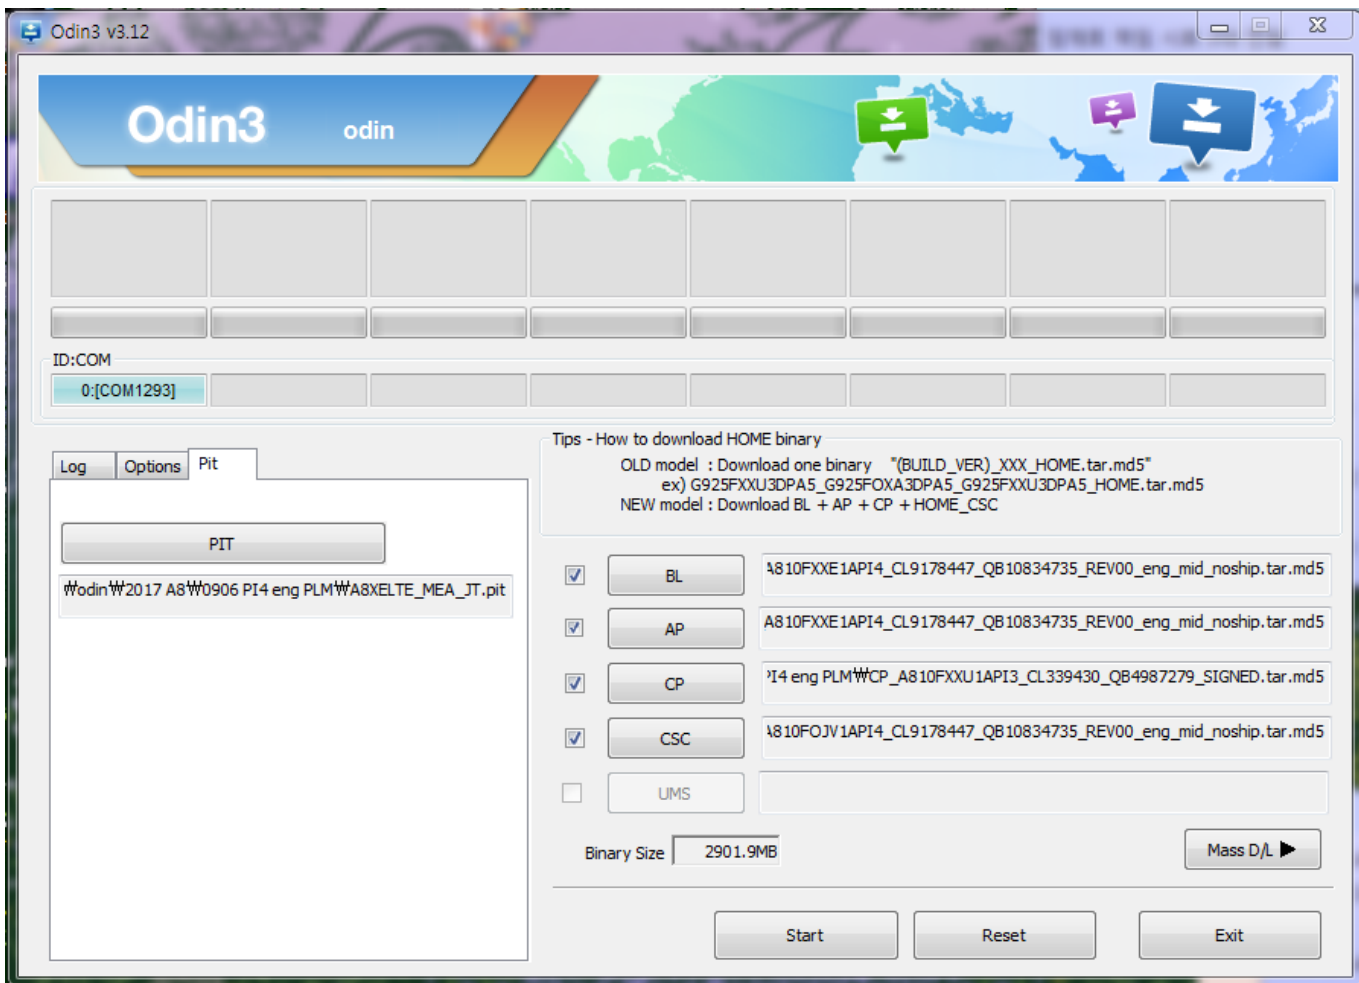 Odin3 v3.12
Odin3 odin
ID:COM
0:[COM1293]
Log Options Pit
PIT
₩odin₩2017 A8₩0906 PI4 eng PLM₩A8XELTE_MEA_JT.pit
Tips - How to download HOME binary
OLD model : Download one binary "(BUILD_VER)_XXX_HOME.tar.md5"
ex) G925FXXU3DPA5_G925FOXA3DPA5_G925FXXU3DPA5_HOME.tar.md5
NEW model : Download BL + AP + CP + HOME_CSC
BL A810FXXE1API4_CL9178447_QB10834735_REV00_eng_mid_noship.tar.md5
AP A810FXXE1API4_CL9178447_QB10834735_REV00_eng_mid_noship.tar.md5
CP PI4 eng PLM₩CP_A810FXXU1API3_CL339430_QB4987279_SIGNED.tar.md5
CSC A810FOJV1API4_CL9178447_QB10834735_REV00_eng_mid_noship.tar.md5
UMS
Binary Size 2901.9MB
Mass D/L ▶
Start Reset Exit